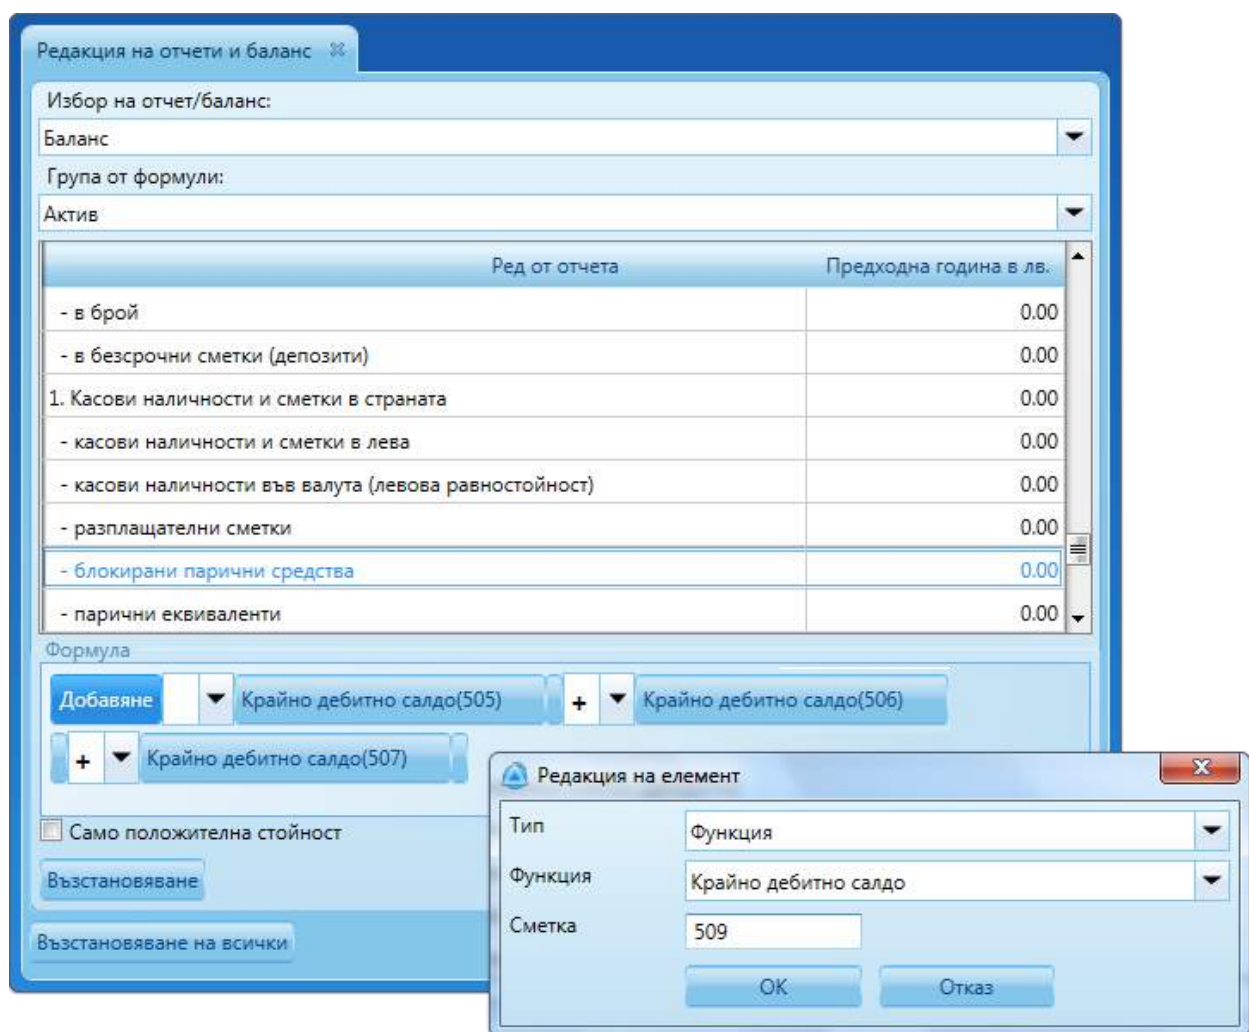 Редакция на отчети и баланс
Избор на отчет/баланс:
Баланс
Група от формули:
Актив
Ред от отчета Предходна година в лв.
- в брой 0.00
- в безсрочни сметки (депозити) 0.00
1. Касови наличности и сметки в страната 0.00
- касови наличности и сметки в лева 0.00
- касови наличности във валута (левова равностойност) 0.00
- разплащателни сметки 0.00
- блокирани парични средства 0.00
- парични еквиваленти 0.00
Формула
Добавяне Крайно дебитно салдо(505) + Крайно дебитно салдо(506)
+ Крайно дебитно салдо(507)
Само положителна стойност
Възстановяване
Възстановяване на всички
Редакция на елемент
Тип Функция
Функция Крайно дебитно салдо
Сметка 509
OK Отказ